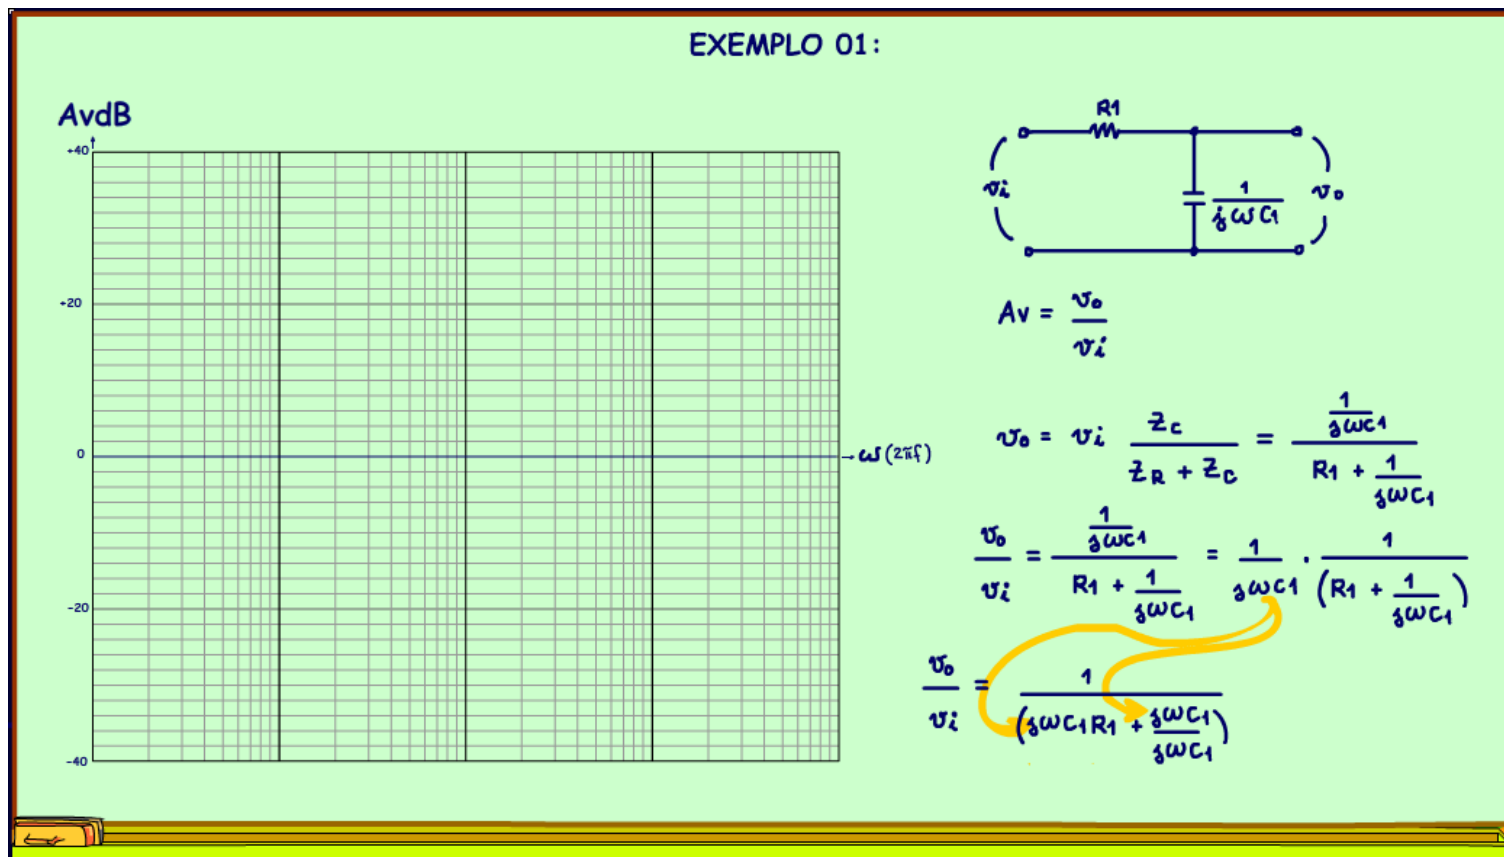 EXEMPLO 01:
AvdB
+40
+20
0
-20
-40
ω(2πf)
R1
vi
1/jωC1
vo
Av = vo/vi
vo = vi Zc/(ZR + Zc) = (1/jωC1)/(R1 + 1/jωC1)
vo/vi = (1/jωC1)/(R1 + 1/jωC1) = 1/jωC1 . 1/(R1 + 1/jωC1)
vo/vi = 1/(jωC1R1 + jωC1/jωC1)